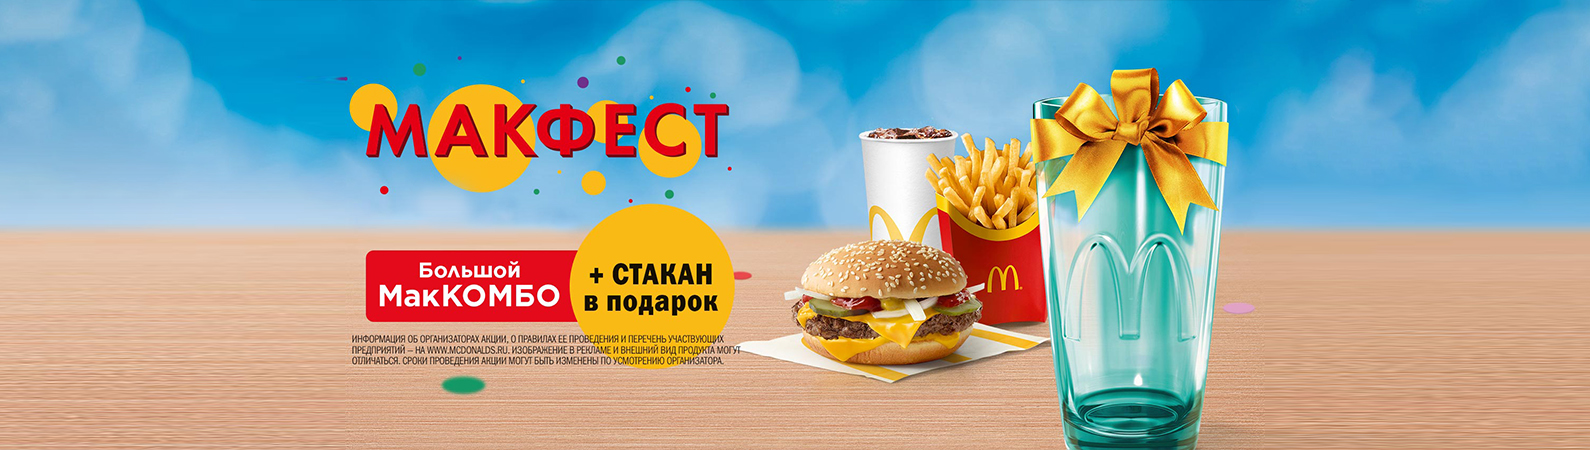 МАКФЕСТ
Большой
МакКОМБО
+ СТАКАН
в подарок
ИНФОРМАЦИЯ ОБ ОРГАНИЗАТОРАХ АКЦИИ, О ПРАВИЛАХ ЕЕ ПРОВЕДЕНИЯ И ПЕРЕЧЕНЬ УЧАСТВУЮЩИХ
ПРЕДПРИЯТИЙ – НА WWW.MCDONALDS.RU. ИЗОБРАЖЕНИЕ В РЕКЛАМЕ И ВНЕШНИЙ ВИД ПРОДУКТА МОГУТ
ОТЛИЧАТЬСЯ. СРОКИ ПРОВЕДЕНИЯ АКЦИИ МОГУТ БЫТЬ ИЗМЕНЕНЫ ПО УСМОТРЕНИЮ ОРГАНИЗАТОРА.